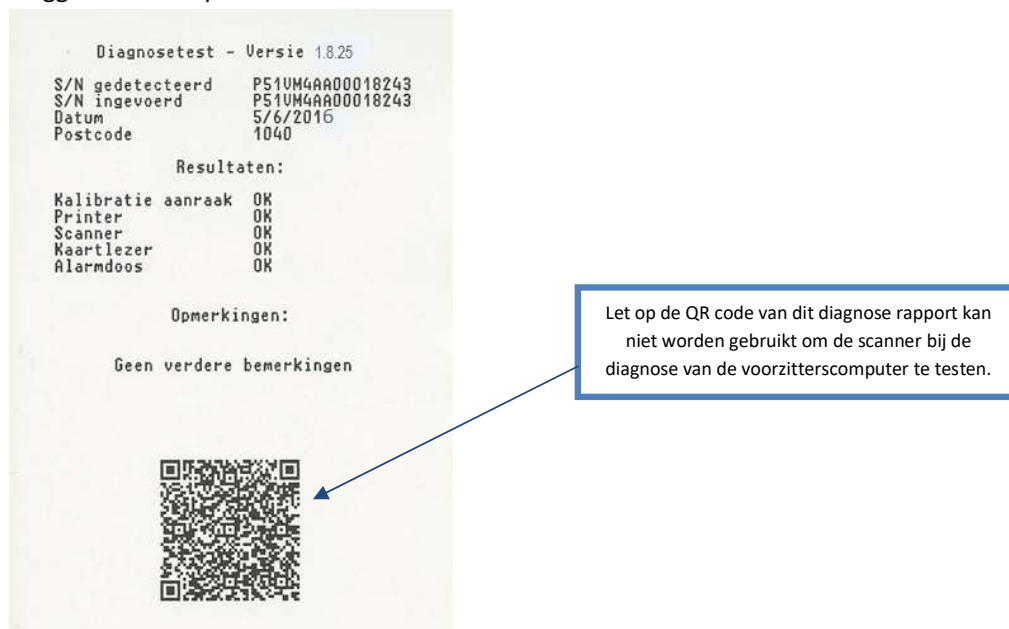 Diagnosetest - Versie 1.8.25
S/N gedetecteerd P51VM4AA00018243
S/N ingevoerd P51VM4AA00018243
Datum 5/6/2016
Postcode 1040
Resultaten:
Kalibratie aanraak OK
Printer OK
Scanner OK
Kaartlezer OK
Alarmdoos OK
Opmerkingen:
Geen verdere bemerkingen
Let op de QR code van dit diagnose rapport kan
niet worden gebruikt om de scanner bij de
diagnose van de voorzitterscomputer te testen.